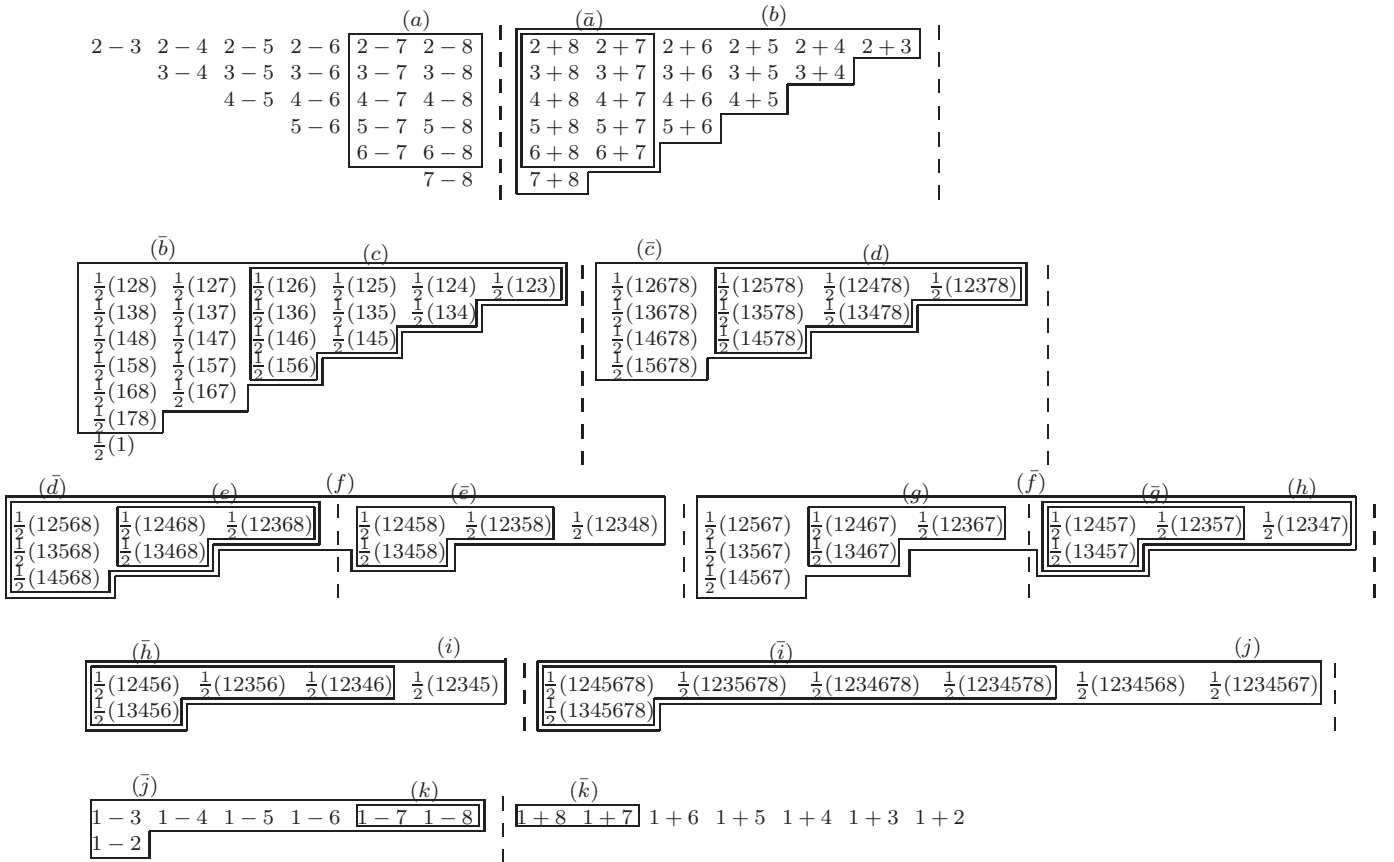 (a) (ā) (b)
2 − 3 2 − 4 2 − 5 2 − 6 2 − 7 2 − 8 2 + 8 2 + 7 2 + 6 2 + 5 2 + 4 2 + 3
3 − 4 3 − 5 3 − 6 3 − 7 3 − 8 3 + 8 3 + 7 3 + 6 3 + 5 3 + 4
4 − 5 4 − 6 4 − 7 4 − 8 4 + 8 4 + 7 4 + 6 4 + 5
5 − 6 5 − 7 5 − 8 5 + 8 5 + 7 5 + 6
6 − 7 6 − 8 6 + 8 6 + 7
7 − 8 7 + 8
(b̄) (c) (c̄) (d)
½(128) ½(127) ½(126) ½(125) ½(124) ½(123) ½(12678) ½(12578) ½(12478) ½(12378)
½(138) ½(137) ½(136) ½(135) ½(134) ½(13678) ½(13578) ½(13478)
½(148) ½(147) ½(146) ½(145) ½(14678) ½(14578)
½(158) ½(157) ½(156) ½(15678)
½(168) ½(167)
½(178)
½(1)
(d̄) (e) (f) (ē) (g) (f̄) (ḡ) (h)
½(12568) ½(12468) ½(12368) ½(12458) ½(12358) ½(12348) ½(12567) ½(12467) ½(12367) ½(12457) ½(12357) ½(12347)
½(13568) ½(13468) ½(13458) ½(13567) ½(13467) ½(13457)
½(14568) ½(14567)
(h̄) (i) (ī) (j)
½(12456) ½(12356) ½(12346) ½(12345) ½(1245678) ½(1235678) ½(1234678) ½(1234578) ½(1234568) ½(1234567)
½(13456) ½(1345678)
(j̄) (k) (k̄)
1 − 3 1 − 4 1 − 5 1 − 6 1 − 7 1 − 8 1 + 8 1 + 7 1 + 6 1 + 5 1 + 4 1 + 3 1 + 2
1 − 2